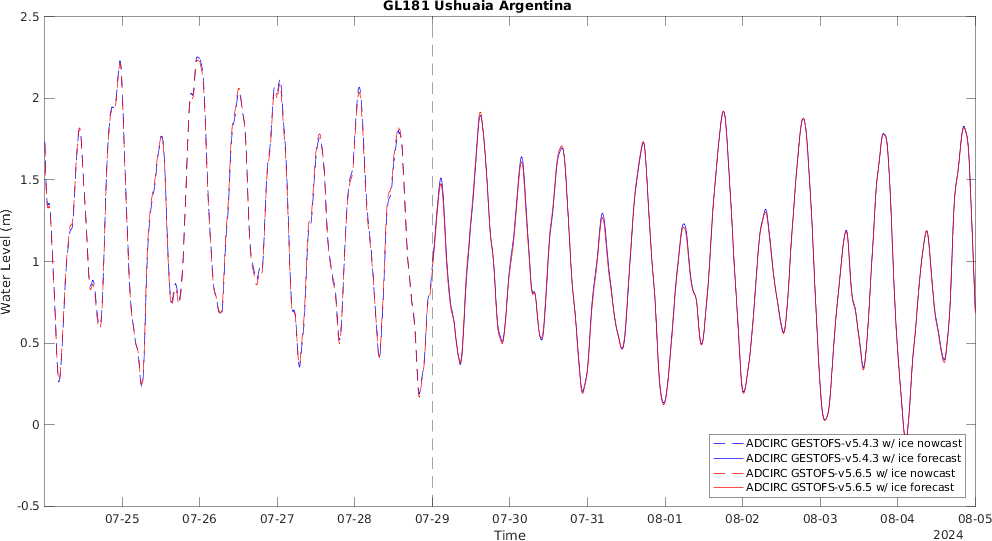 GL181 Ushuaia Argentina
2.5
2
1.5
1
0.5
0
-0.5
Water Level (m)
ADCIRC GESTOFS-v5.4.3 w/ ice nowcast
ADCIRC GESTOFS-v5.4.3 w/ ice forecast
ADCIRC GSTOFS-v5.6.5 w/ ice nowcast
ADCIRC GSTOFS-v5.6.5 w/ ice forecast
07-25 07-26 07-27 07-28 07-29 07-30 07-31 08-01 08-02 08-03 08-04 08-05
Time
2024